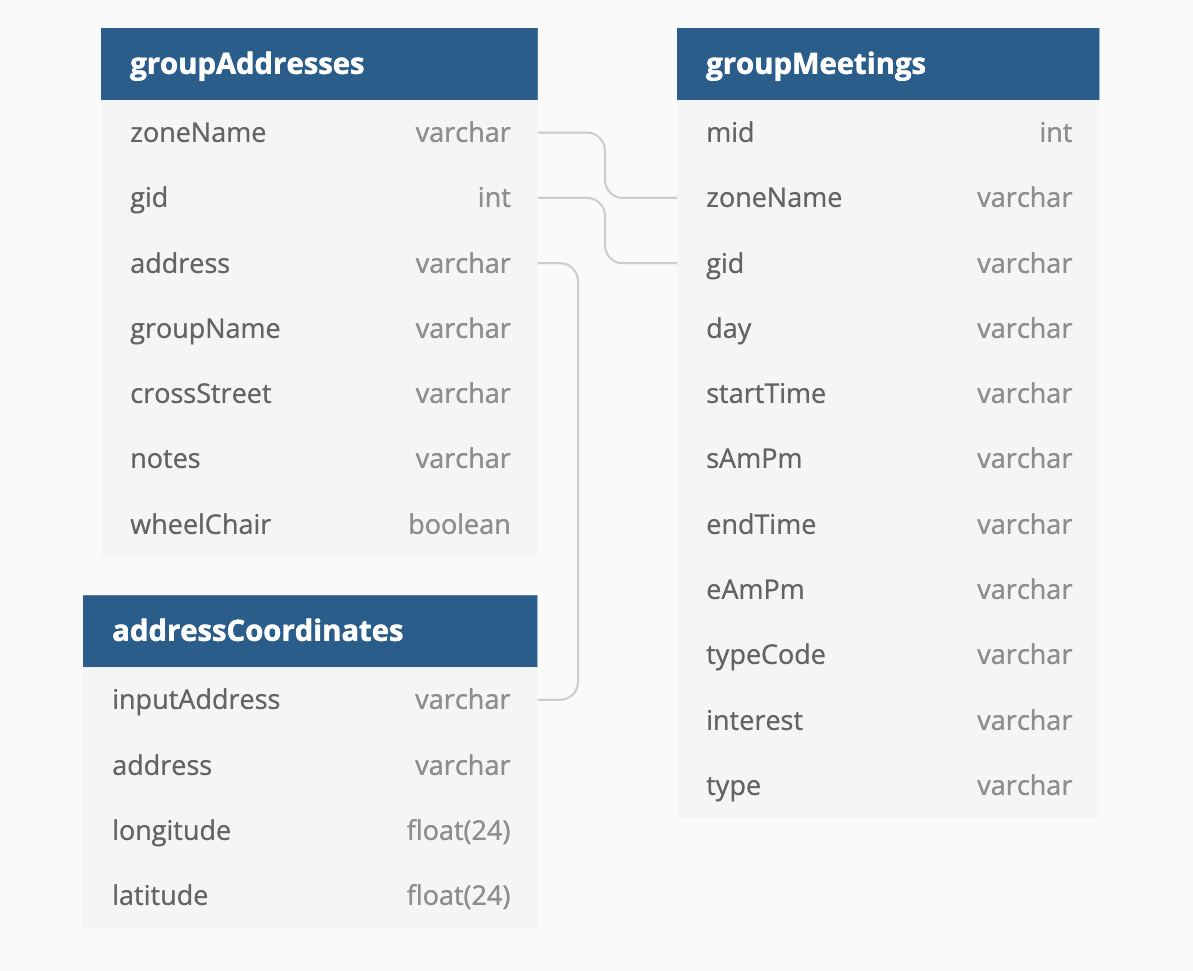 groupAddresses
zoneName varchar
gid int
address varchar
groupName varchar
crossStreet varchar
notes varchar
wheelChair boolean
addressCoordinates
inputAddress varchar
address varchar
longitude float(24)
latitude float(24)
groupMeetings
mid int
zoneName varchar
gid varchar
day varchar
startTime varchar
sAmPm varchar
endTime varchar
eAmPm varchar
typeCode varchar
interest varchar
type varchar